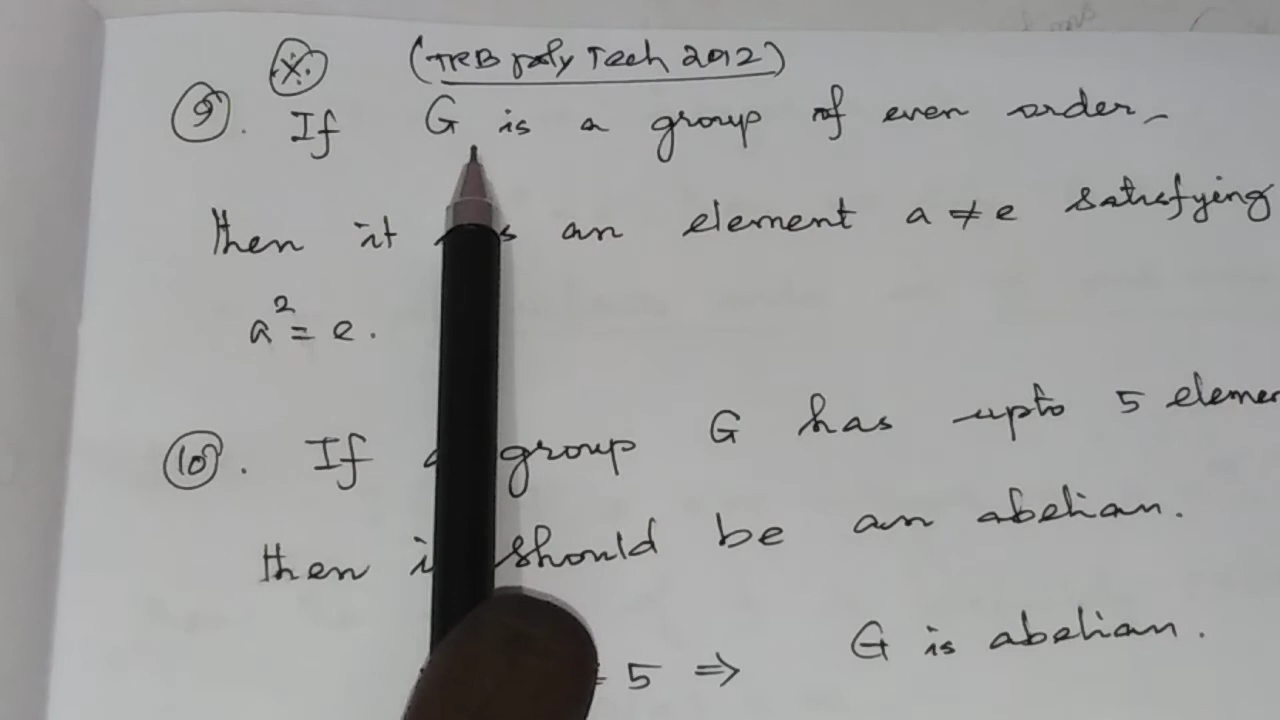 (TRB poly Tech 2012)
9. If G is a group of even order,
then it an element a ≠ e satisfying
a² = e.
10. If group G has upto 5
then should be an abelian.
5 ⇒ G is abelian.